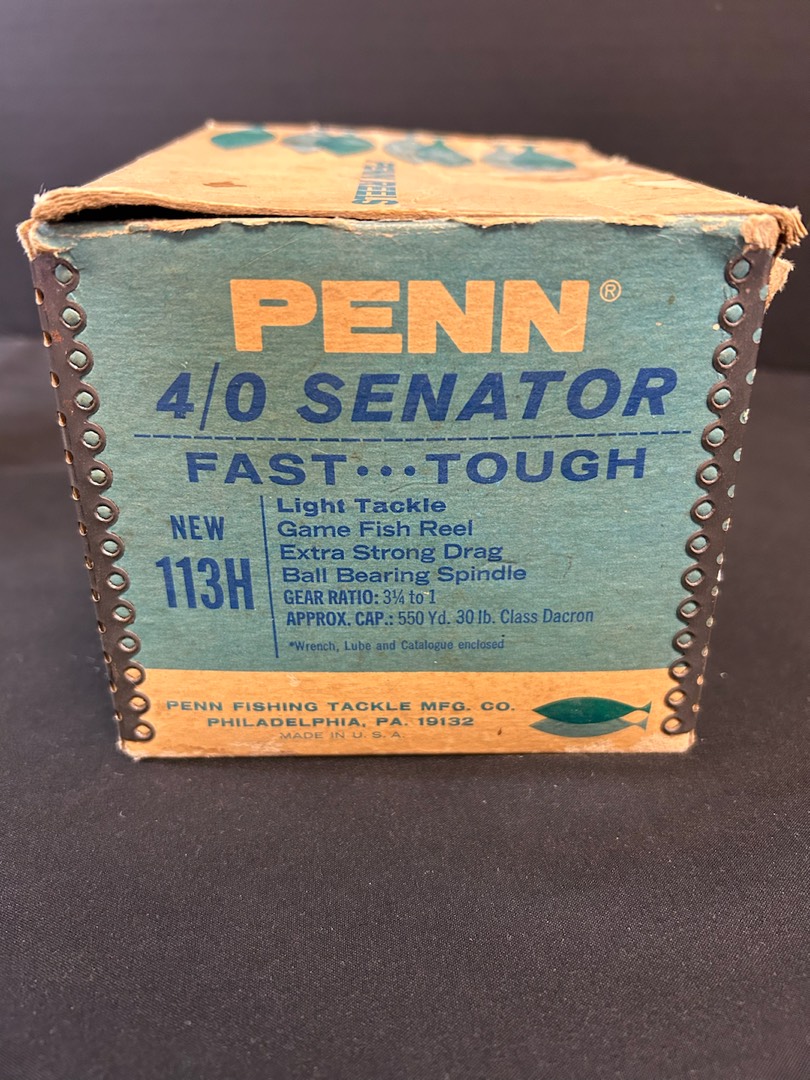 PENN REELS
PENN®
4/0 SENATOR
FAST···TOUGH
NEW
113H
Light Tackle
Game Fish Reel
Extra Strong Drag
Ball Bearing Spindle
GEAR RATIO: 3¼ to 1
APPROX. CAP.: 550 Yd. 30 lb. Class Dacron
*Wrench, Lube and Catalogue enclosed
PENN FISHING TACKLE MFG. CO.
PHILADELPHIA, PA. 19132
MADE IN U.S.A.